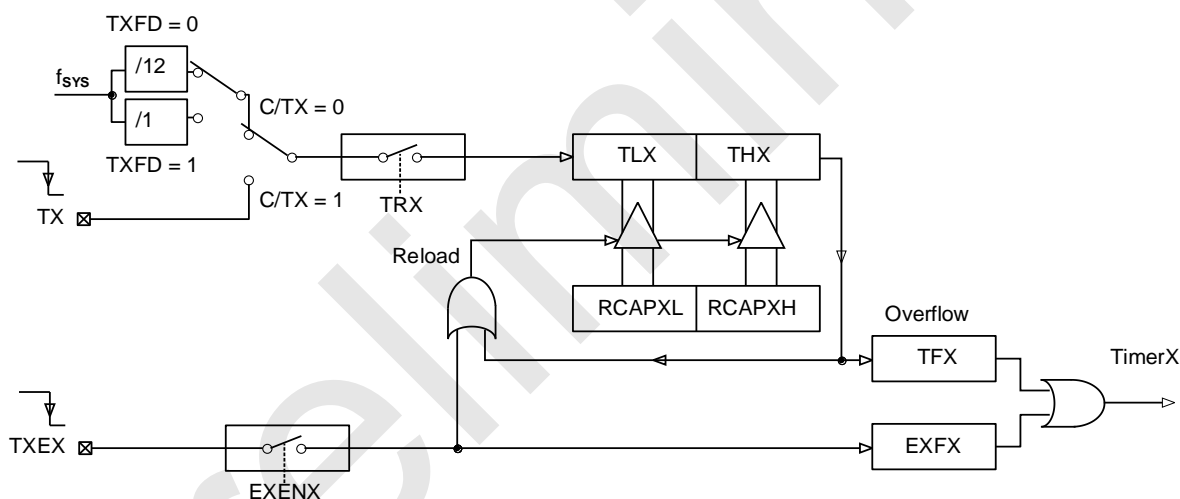 TXFD = 0
/12
fSYS
C/TX = 0
/1
TXFD = 1
TLX
THX
TX
C/TX = 1
TRX
Reload
RCAPXL
RCAPXH
Overflow
TFX
TimerX
TXEX
EXFX
EXENX
elimi